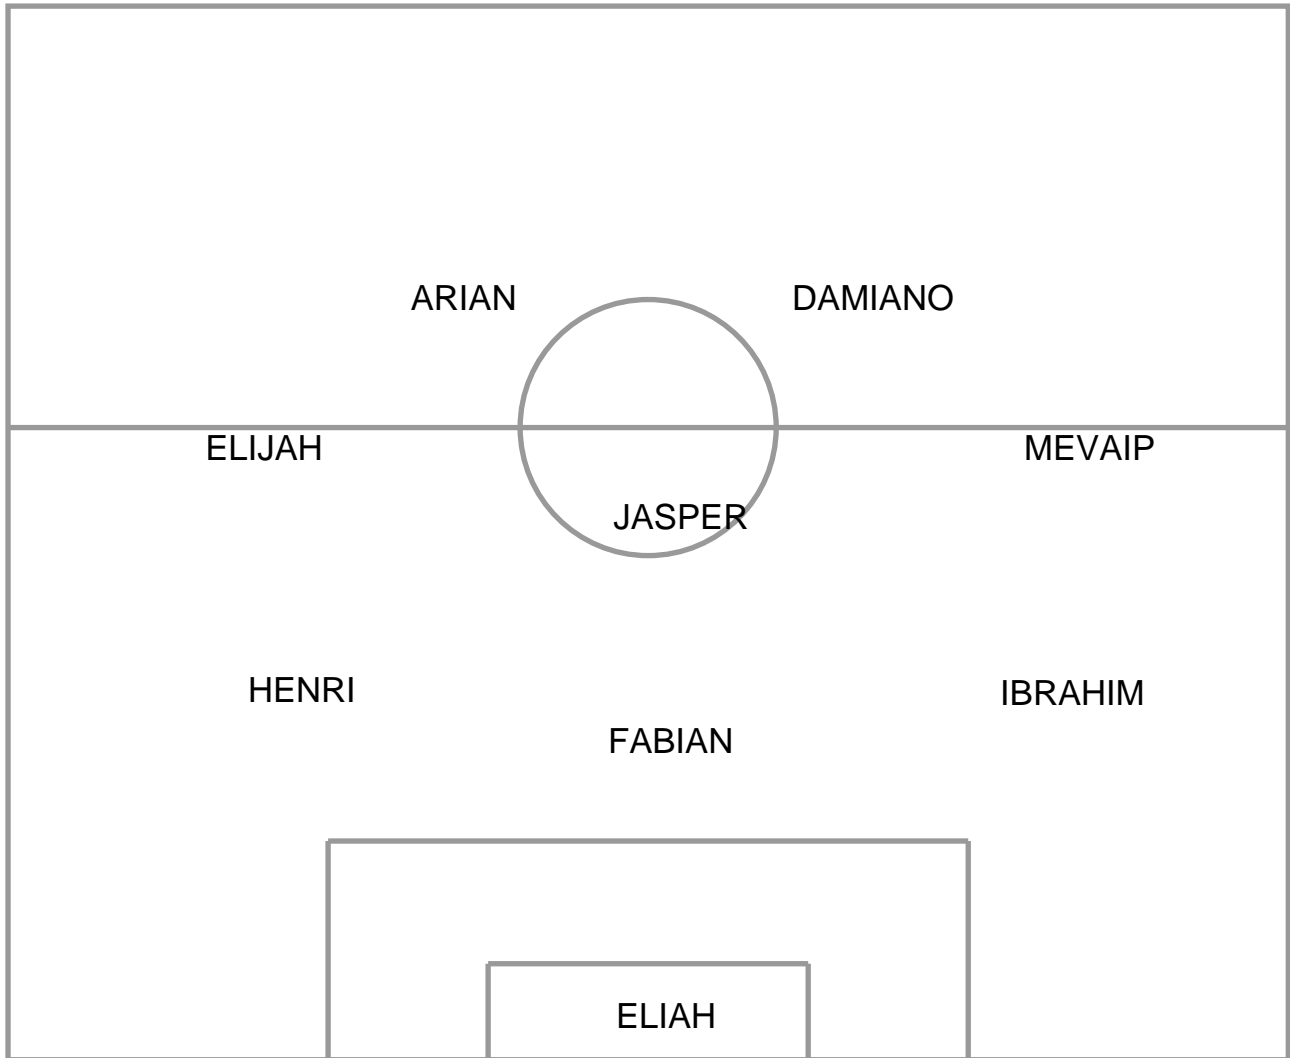 ARIAN DAMIANO
ELIJAH MEVAIP
JASPER
HENRI IBRAHIM
FABIAN
ELIAH